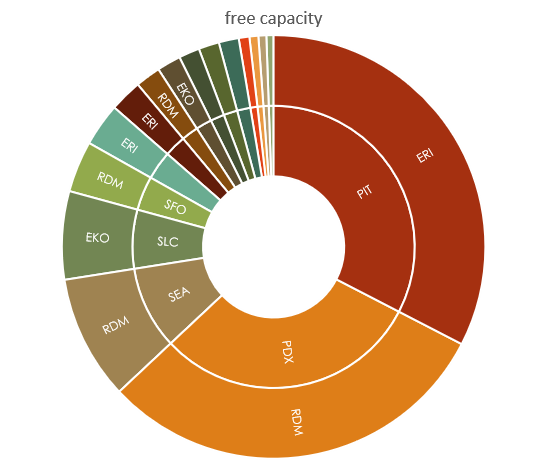 free capacity
PIT
ERI
PDX
RDM
SEA
RDM
SLC
EKO
SFO
RDM
ERI
ERI
RDM
EKO